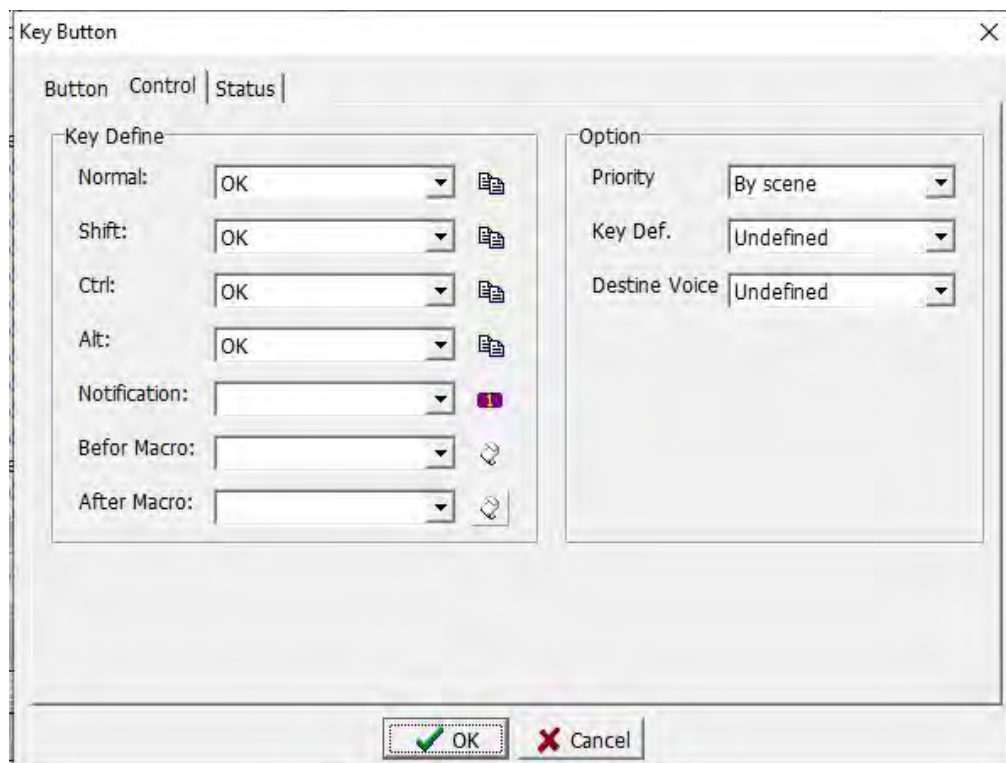 Key Button
Button Control Status
Key Define
Normal: OK
Shift: OK
Ctrl: OK
Alt: OK
Notification: 1
Befor Macro:
After Macro:
Option
Priority By scene
Key Def. Undefined
Destine Voice Undefined
OK Cancel